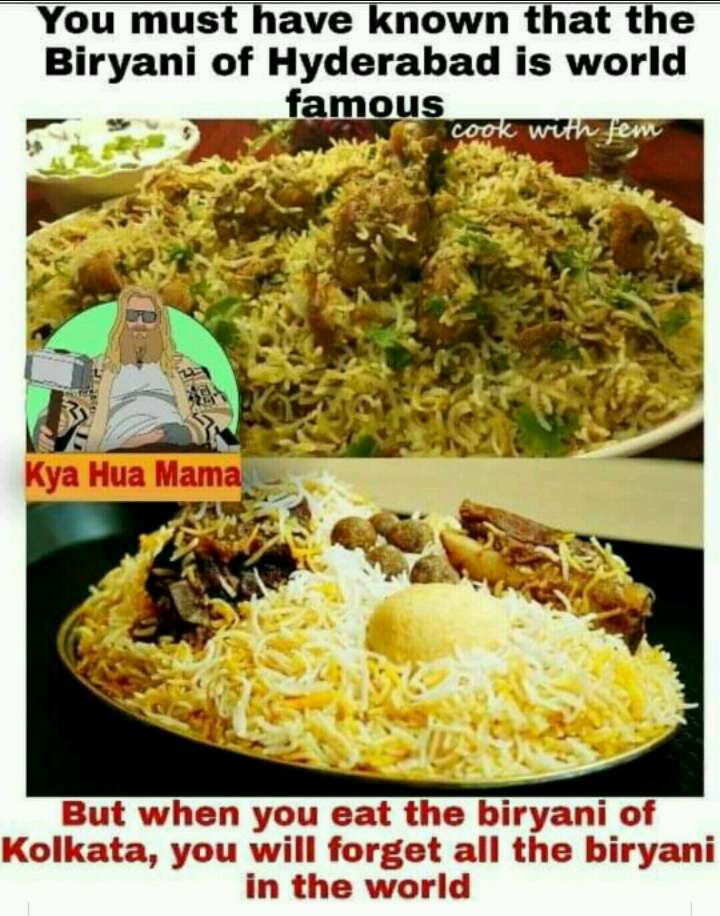 You must have known that the
Biryani of Hyderabad is world
famous
cook with fem
Kya Hua Mama
But when you eat the biryani of
Kolkata, you will forget all the biryani
in the world